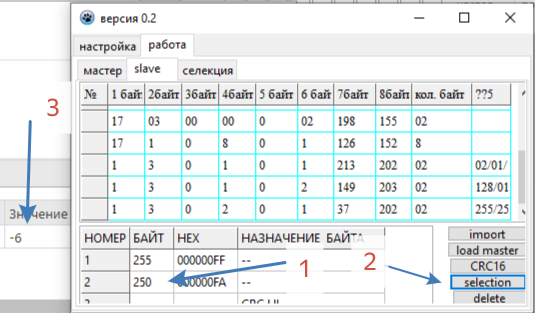 версия 0.2
настройка работа
мастер slave селекция
№ 1 байт 2байт 3байт 4байт 5 байт 6 байт 7байт 8байт кол. байт ??5
17 03 00 00 0 02 198 155 02
17 1 0 8 0 1 126 152 8
1 3 0 1 0 1 213 202 02 02/01/
1 3 0 1 0 2 149 203 02 128/01
1 3 0 2 0 1 37 202 02 255/25
3
Значение
-6
НОМЕР БАЙТ HEX НАЗНАЧЕНИЕ БАЙТА
1 255 000000FF --
2 250 000000FA --
1
2
import
load master
CRC16
selection
delete